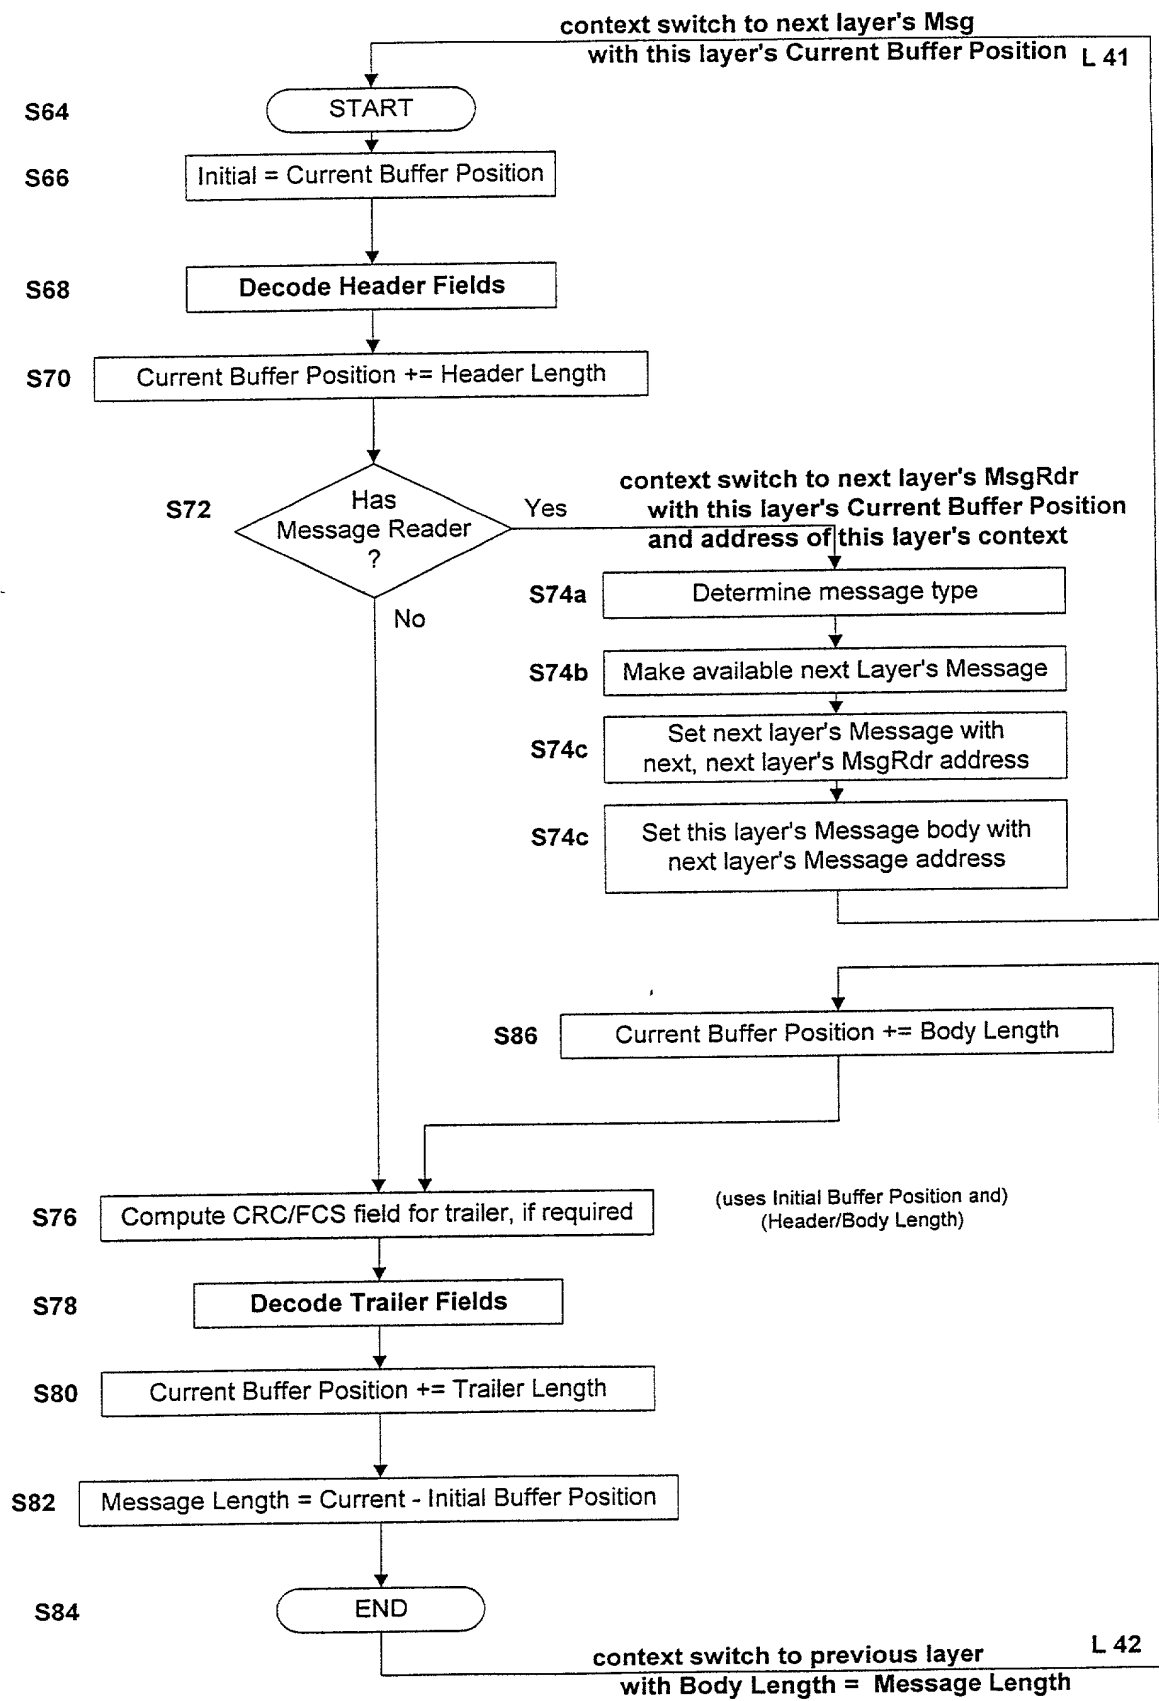 context switch to next layer's Msg
with this layer's Current Buffer Position L 41
S64 START
S66 Initial = Current Buffer Position
S68 Decode Header Fields
S70 Current Buffer Position += Header Length
S72 Has
Message Reader
?
Yes
No
context switch to next layer's MsgRdr
with this layer's Current Buffer Position
and address of this layer's context
S74a Determine message type
S74b Make available next Layer's Message
S74c Set next layer's Message with
next, next layer's MsgRdr address
S74c Set this layer's Message body with
next layer's Message address
S86 Current Buffer Position += Body Length
S76 Compute CRC/FCS field for trailer, if required
(uses Initial Buffer Position and)
(Header/Body Length)
S78 Decode Trailer Fields
S80 Current Buffer Position += Trailer Length
S82 Message Length = Current - Initial Buffer Position
S84 END
context switch to previous layer L 42
with Body Length = Message Length